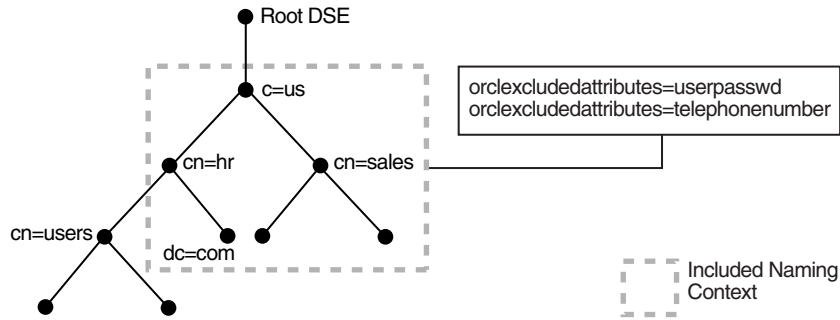 Root DSE
c=us
orclexcludedattributes=userpasswd
orclexcludedattributes=telephonenumber
cn=hr
cn=sales
cn=users
dc=com
Included Naming
Context